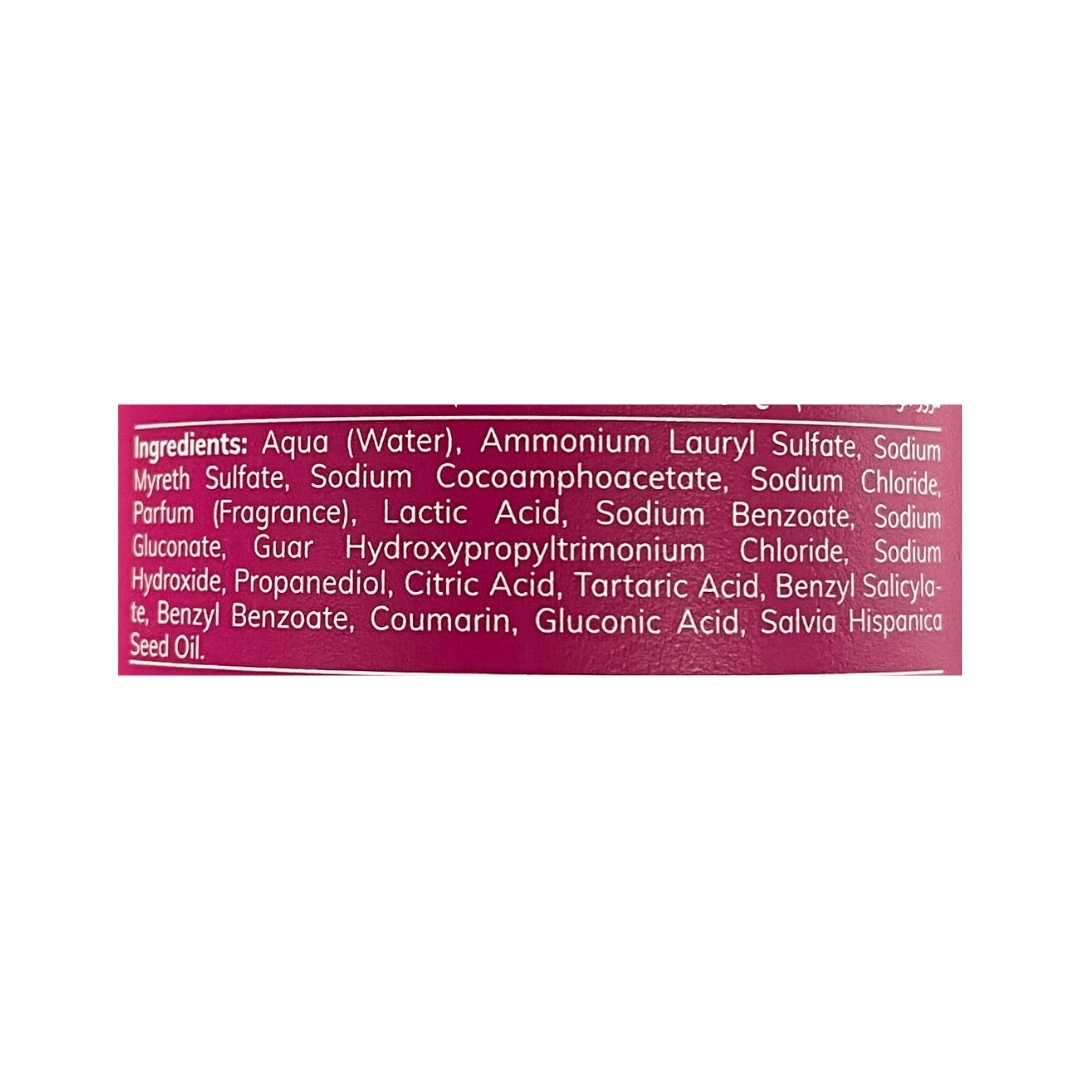 Ingredients: Aqua (Water), Ammonium Lauryl Sulfate, Sodium
Myreth Sulfate, Sodium Cocoamphoacetate, Sodium Chloride,
Parfum (Fragrance), Lactic Acid, Sodium Benzoate, Sodium
Gluconate, Guar Hydroxypropyltrimonium Chloride, Sodium
Hydroxide, Propanediol, Citric Acid, Tartaric Acid, Benzyl Salicyla-
te, Benzyl Benzoate, Coumarin, Gluconic Acid, Salvia Hispanica
Seed Oil.